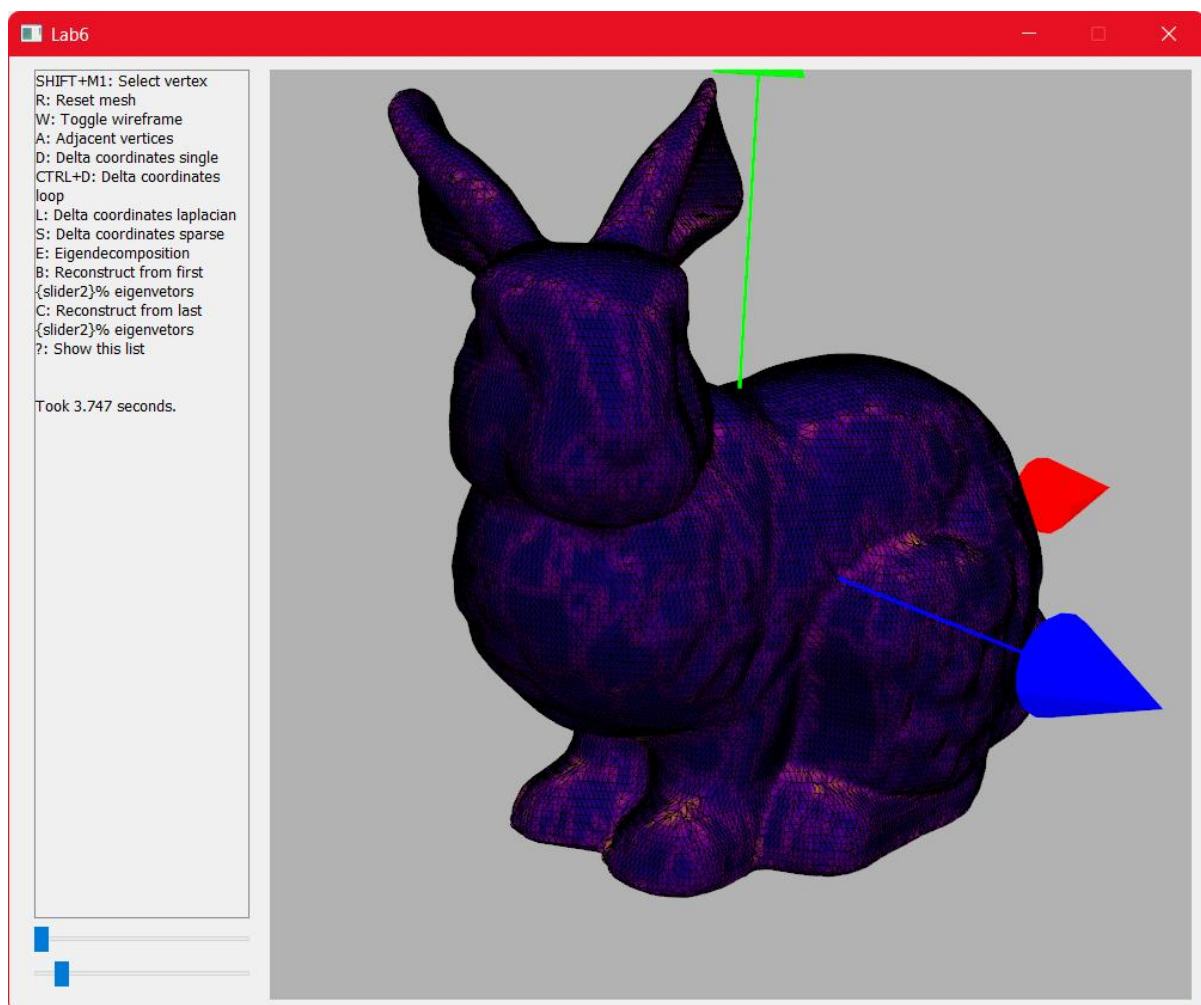 Lab6
SHIFT+M1: Select vertex
R: Reset mesh
W: Toggle wireframe
A: Adjacent vertices
D: Delta coordinates single
CTRL+D: Delta coordinates
loop
L: Delta coordinates laplacian
S: Delta coordinates sparse
E: Eigendecomposition
B: Reconstruct from first
{slider2}% eigenvetors
C: Reconstruct from last
{slider2}% eigenvetors
?: Show this list
Took 3.747 seconds.